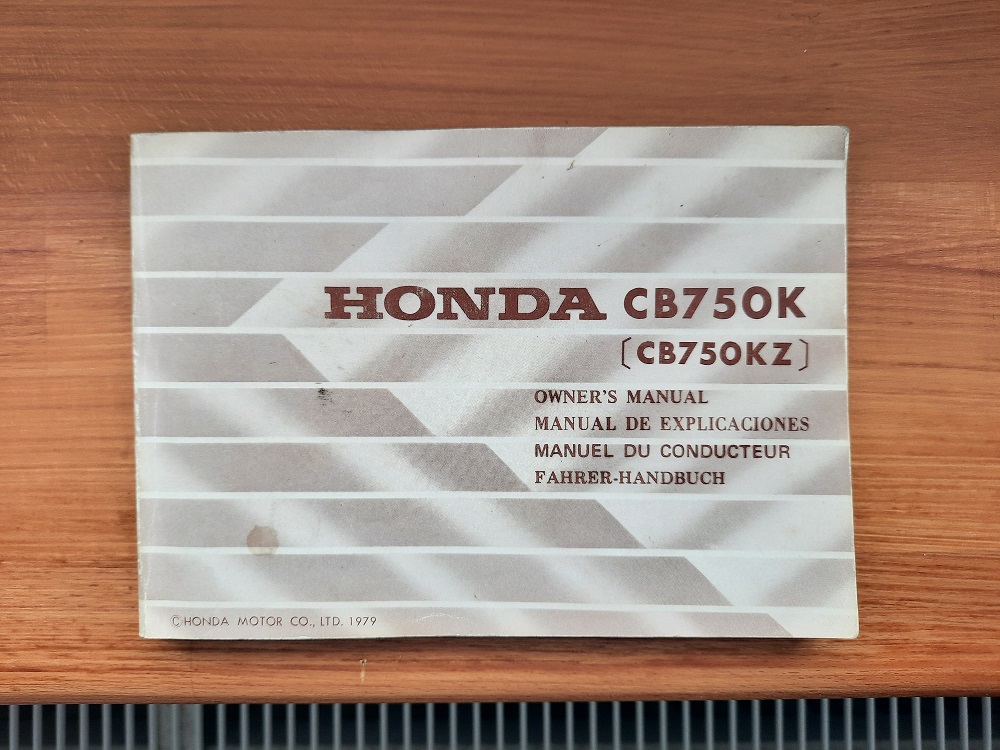 HONDA CB750K
[CB750KZ]
OWNER'S MANUAL
MANUAL DE EXPLICACIONES
MANUEL DU CONDUCTEUR
FAHRER-HANDBUCH
©HONDA MOTOR CO., LTD. 1979